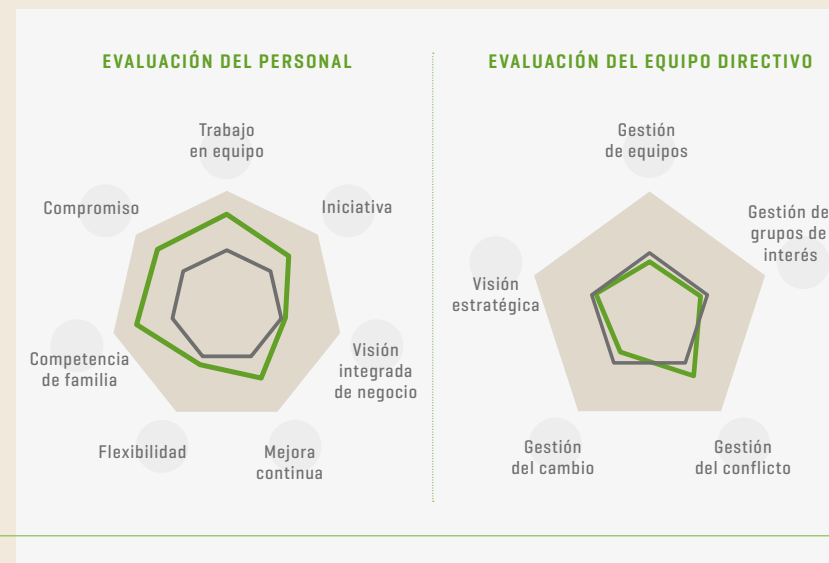 EVALUACIÓN DEL PERSONAL
Trabajo
en equipo
Compromiso
Iniciativa
Competencia
de familia
Visión
integrada
de negocio
Flexibilidad
Mejora
continua
EVALUACIÓN DEL EQUIPO DIRECTIVO
Gestión
de equipos
Gestión de
grupos de
interés
Visión
estratégica
Gestión
del cambio
Gestión
del conflicto